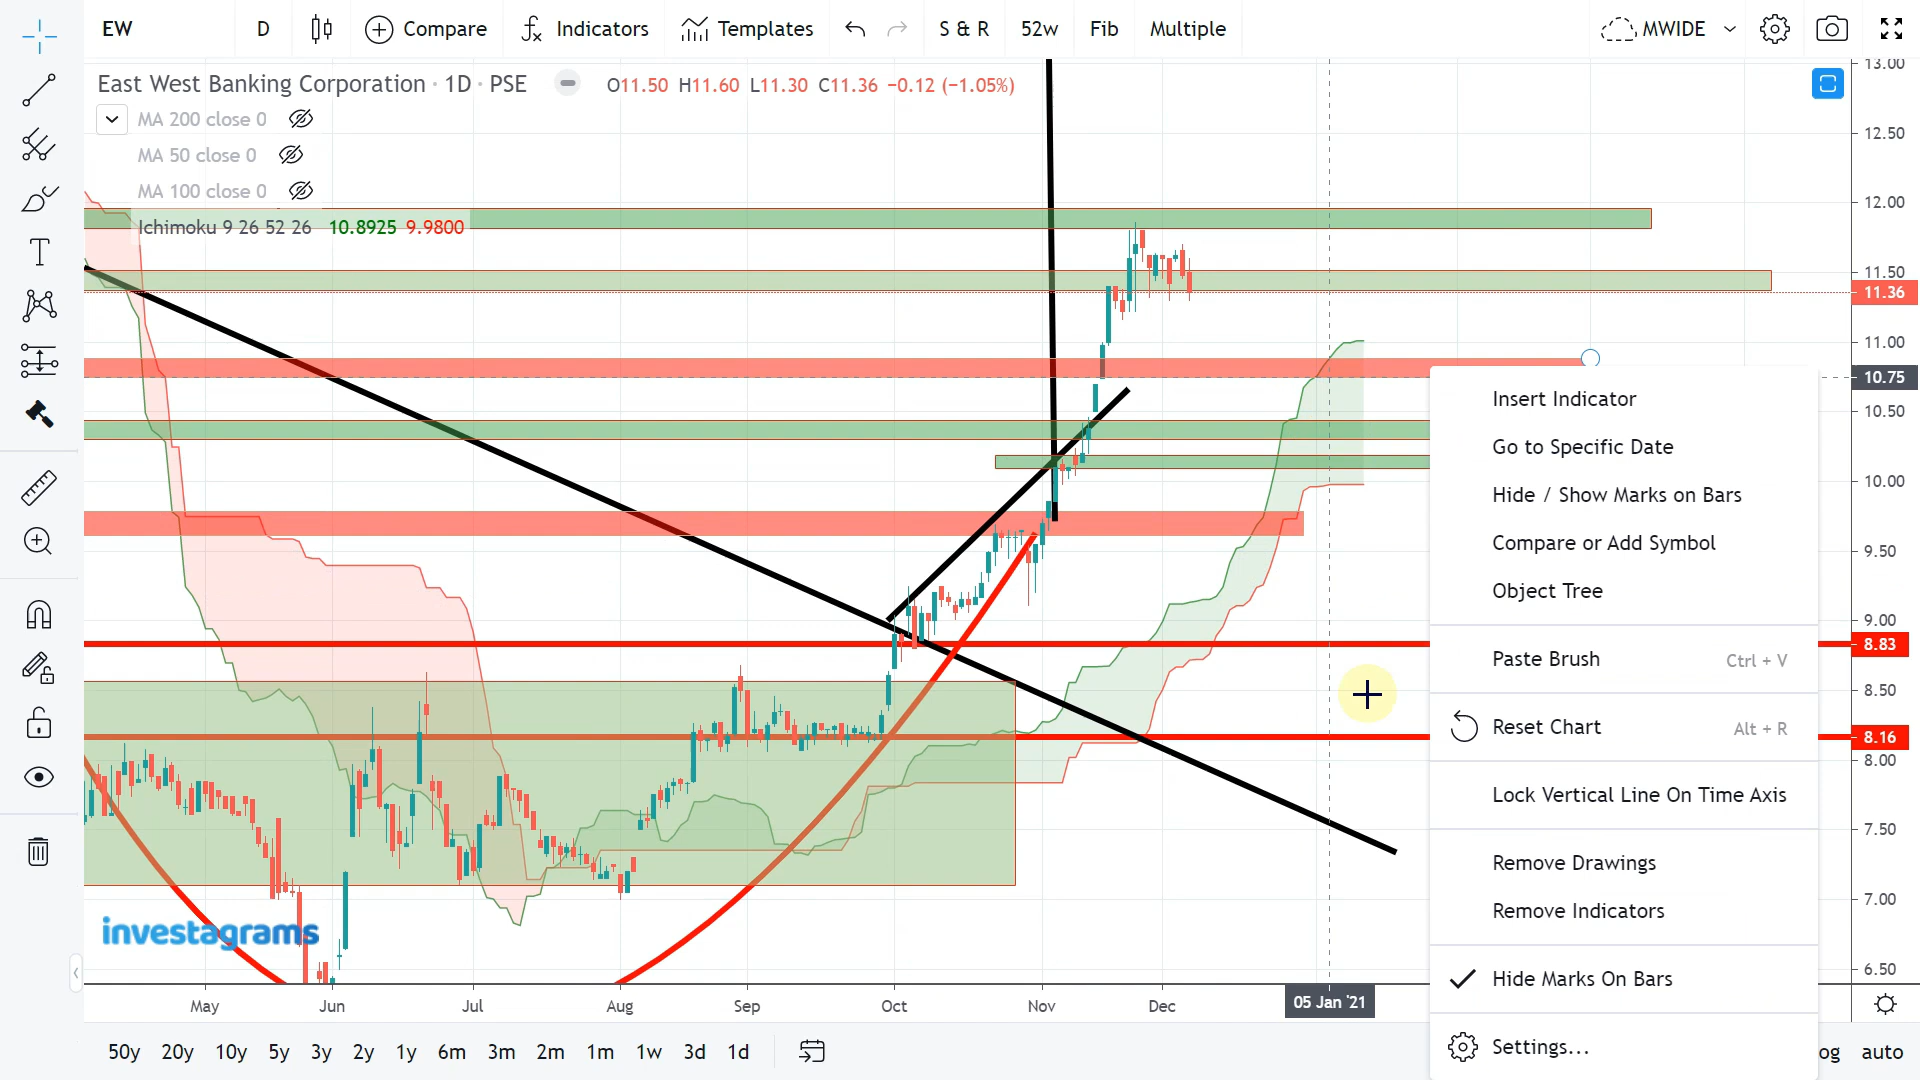 EW
D
Compare
Indicators
Templates
S & R
52w
Fib
Multiple
MWIDE
East West Banking Corporation · 1D · PSE
O11.50 H11.60 L11.30 C11.36 −0.12 (−1.05%)
MA 200 close 0
MA 50 close 0
MA 100 close 0
Ichimoku 9 26 52 26 10.8925 9.9800
13.00
12.50
12.00
11.50
11.36
11.00
10.75
10.50
10.00
9.50
9.00
8.83
8.50
8.16
8.00
7.50
7.00
6.50
Insert Indicator
Go to Specific Date
Hide / Show Marks on Bars
Compare or Add Symbol
Object Tree
Paste Brush Ctrl + V
Reset Chart Alt + R
Lock Vertical Line On Time Axis
Remove Drawings
Remove Indicators
Hide Marks On Bars
Settings...
investagrams
May
Jun
Jul
Aug
Sep
Oct
Nov
Dec
05 Jan '21
50y 20y 10y 5y 3y 2y 1y 6m 3m 2m 1m 1w 3d 1d
og auto